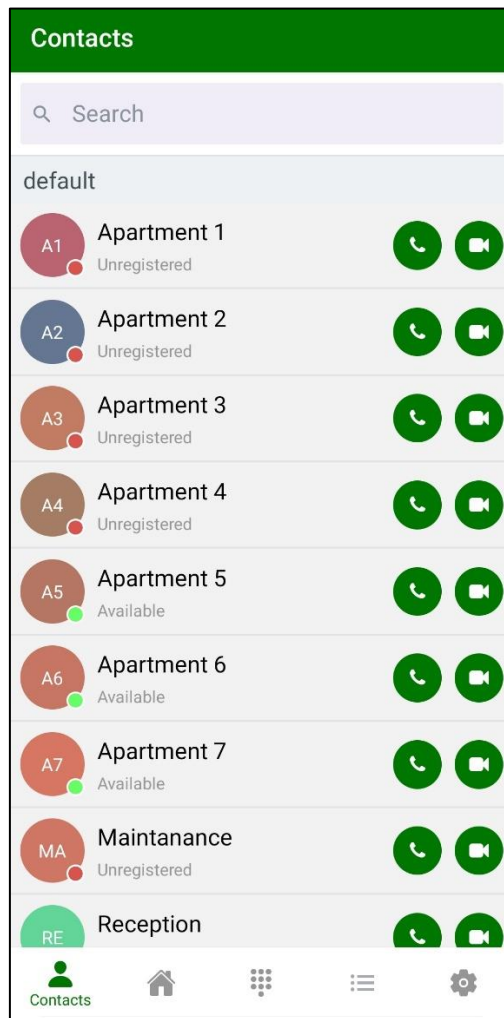 Contacts
Search
default
A1
Apartment 1
Unregistered
A2
Apartment 2
Unregistered
A3
Apartment 3
Unregistered
A4
Apartment 4
Unregistered
A5
Apartment 5
Available
A6
Apartment 6
Available
A7
Apartment 7
Available
MA
Maintanance
Unregistered
RE
Reception
Contacts